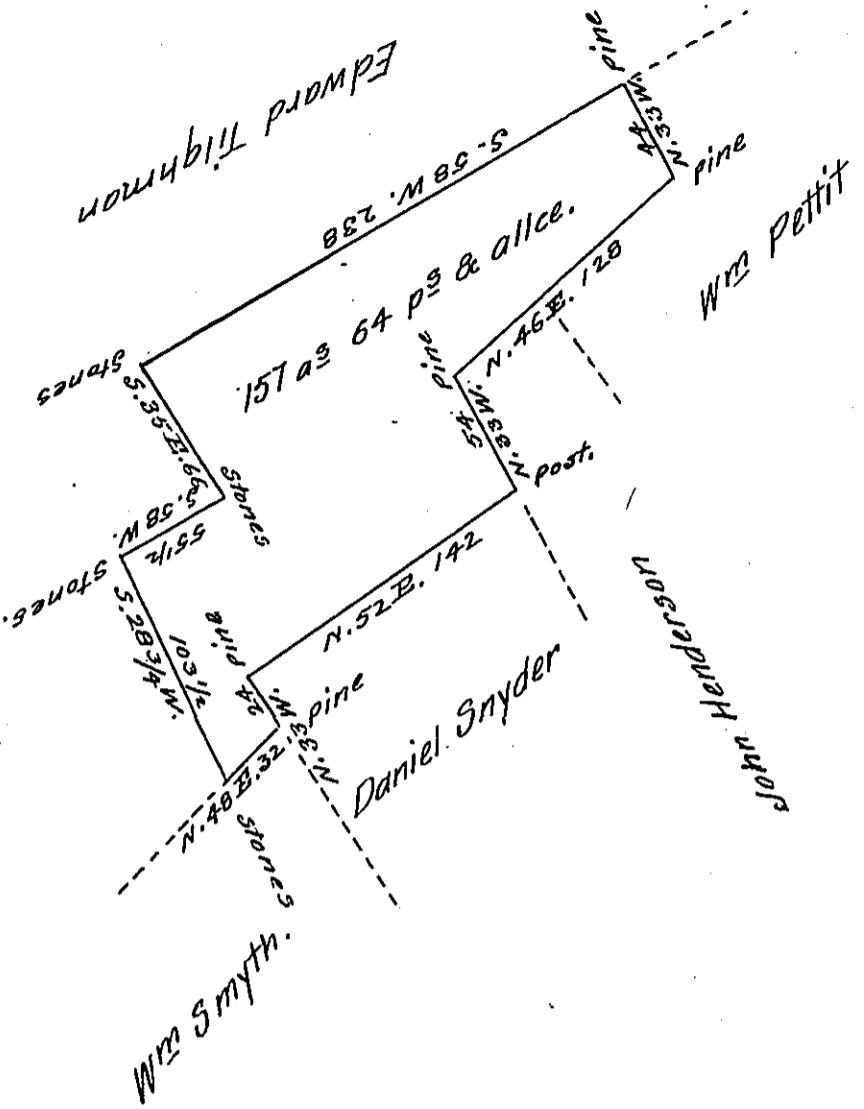 Edward Tilghman
Pine
S. 58 W. 238
N. 33 W.
44
Pine
Wm̲ Pettit
157 as̲ 64 ps̲ & allce.
N. 46 E. 128
Stones
S. 35 E. 66
Stones
S. 58 W.
55 1/2
Stones.
Pine
N. 33 W.
54
Post.
S. 28 3/4 W.
103 1/2
N. 52 E. 142
Pine
24
N. 33 W.
Pine
N. 48 E. 32
Stones
Daniel Snyder
John Henderson
Wm̲ Smyth.